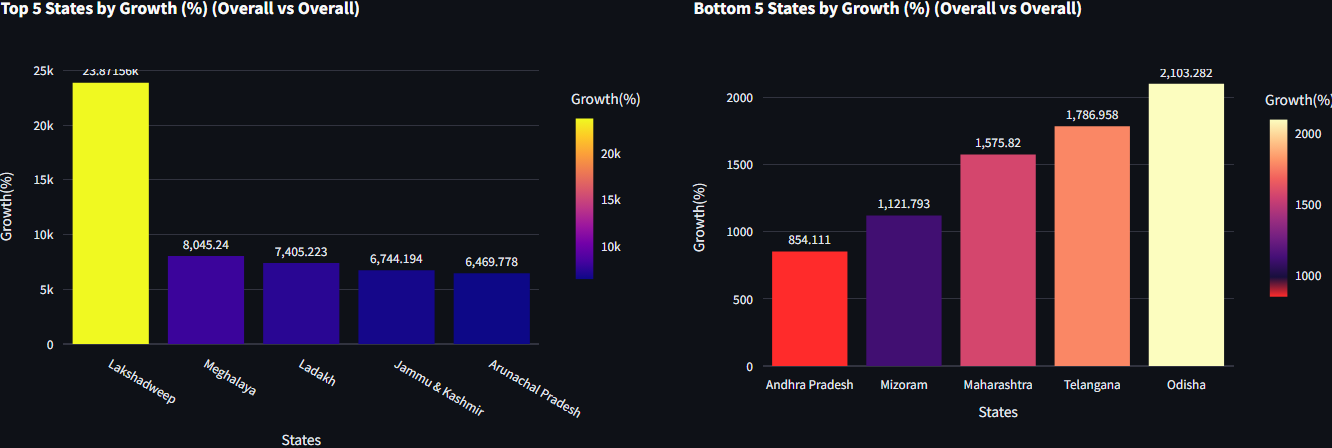 Top 5 States by Growth (%) (Overall vs Overall)
25k
20k
15k
10k
5k
0
Growth(%)
23.87156k
8,045.24
7,405.223
6,744.194
6,469.778
Lakshadweep
Meghalaya
Ladakh
Jammu & Kashmir
Arunachal Pradesh
States
Growth(%)
20k
15k
10k
Bottom 5 States by Growth (%) (Overall vs Overall)
2000
1500
1000
500
0
Growth(%)
854.111
1,121.793
1,575.82
1,786.958
2,103.282
Andhra Pradesh
Mizoram
Maharashtra
Telangana
Odisha
States
Growth(%)
2000
1500
1000